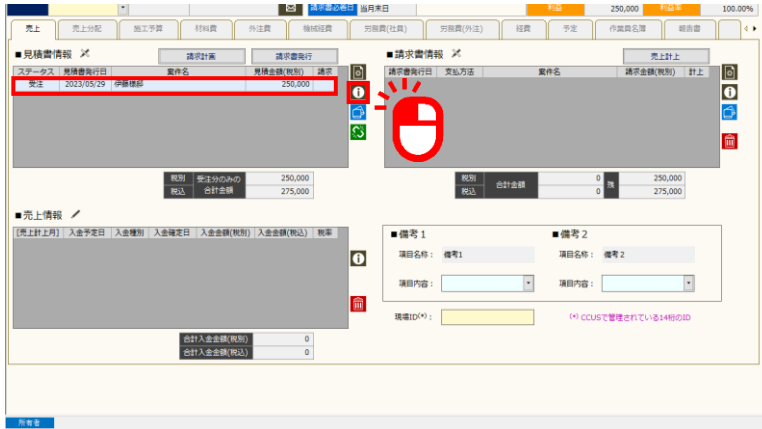 請求書必着日 当月末日 利益 250,000 利益率 100.00%
売上 売上分配 施工予算 材料費 外注費 機械経費 労務費(社員) 労務費(外注) 経費 予定 作業員名簿 報告書
■見積書情報 請求計画 請求書発行
ステータス 見積書発行日 案件名 見積金額(税別) 請求
受注 2023/05/29 伊藤様邸 250,000
税別 受注分のみの 250,000
税込 合計金額 275,000
■請求書情報 売上計上
請求書発行日 支払方法 案件名 請求金額(税別) 計上
税別 合計金額 0 残 250,000
税込 0 275,000
■売上情報
[売上計上月] 入金予定日 入金種別 入金確定日 入金金額(税別) 入金金額(税込) 税率
合計入金金額(税別) 0
合計入金金額(税込) 0
■備考1 ■備考2
項目名称： 備考1 項目名称： 備考2
項目内容： 項目内容：
現場ID(*)： (*) CCUSで管理されている14桁のID
所有者